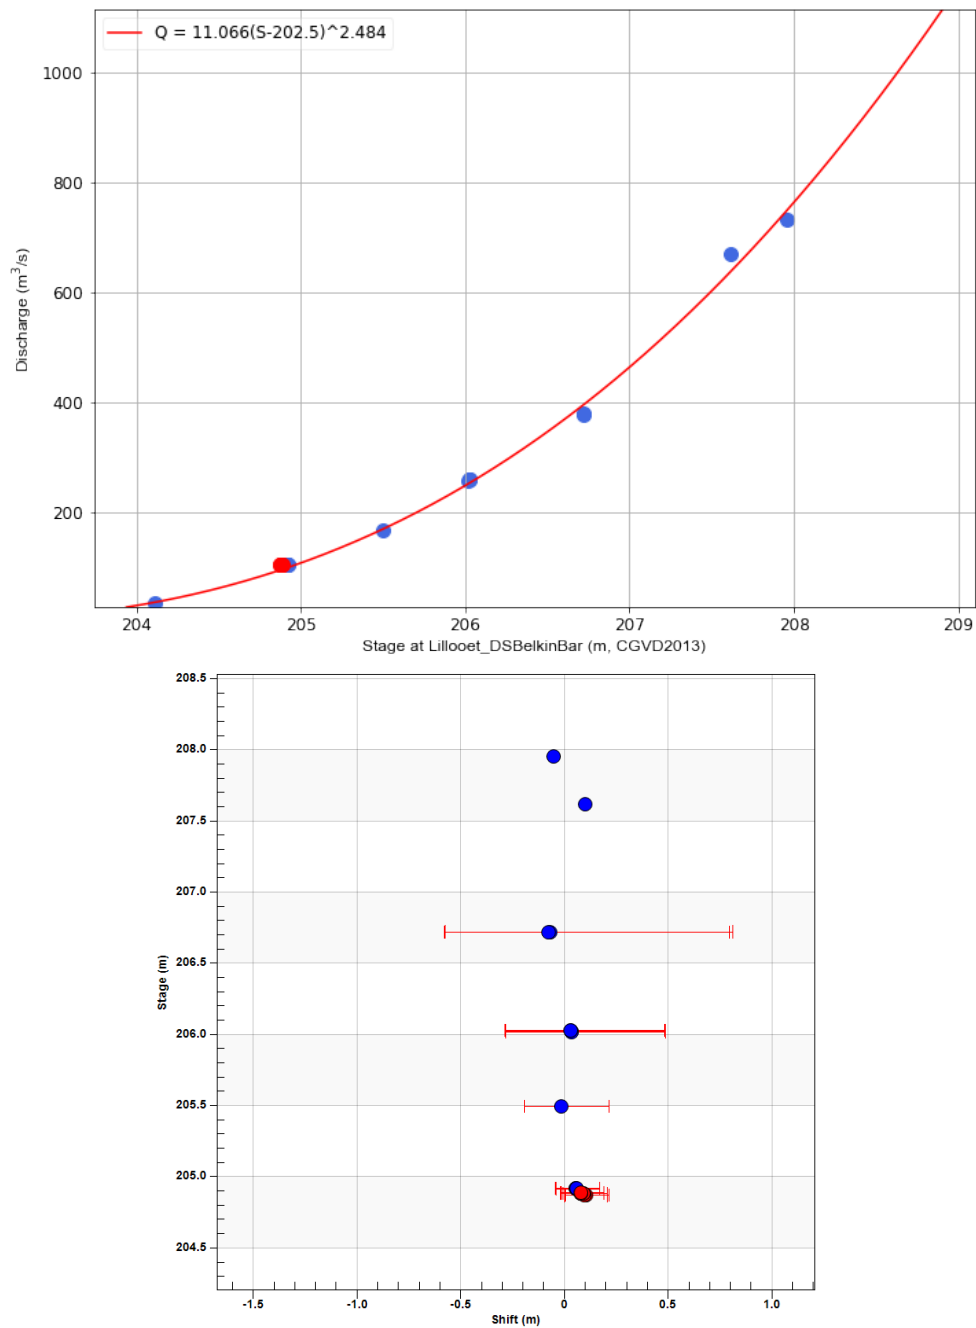 Q = 11.066(S-202.5)^2.484
1000
800
600
400
200
Discharge (m³/s)
204 205 206 207 208 209
Stage at Lillooet_DSBelkinBar (m, CGVD2013)
208.5
208.0
207.5
207.0
206.5
206.0
205.5
205.0
204.5
Stage (m)
-1.5 -1.0 -0.5 0 0.5 1.0
Shift (m)